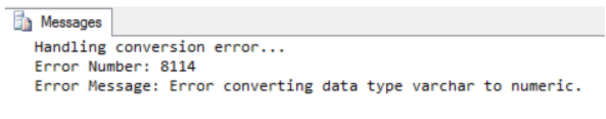 Messages
Handling conversion error...
Error Number: 8114
Error Message: Error converting data type varchar to numeric.